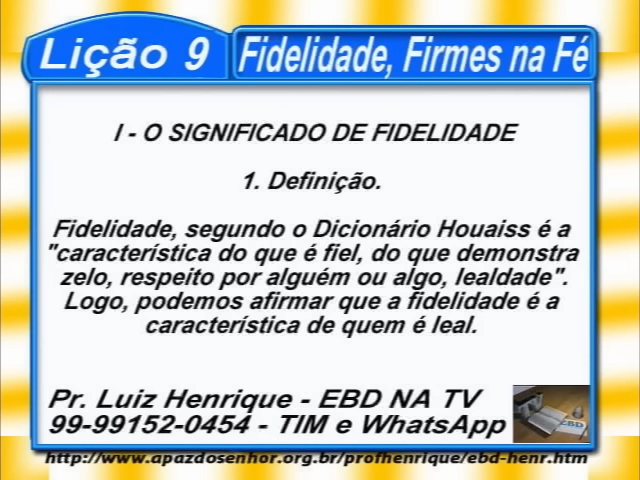 Lição 9
Fidelidade, Firmes na Fé
I - O SIGNIFICADO DE FIDELIDADE
1. Definição.
Fidelidade, segundo o Dicionário Houaiss é a
"característica do que é fiel, do que demonstra
zelo, respeito por alguém ou algo, lealdade".
Logo, podemos afirmar que a fidelidade é a
característica de quem é leal.
Pr. Luiz Henrique - EBD NA TV
99-99152-0454 - TIM e WhatsApp
EBD
http://www.apazdosenhor.org.br/profhenrique/ebd-henr.htm